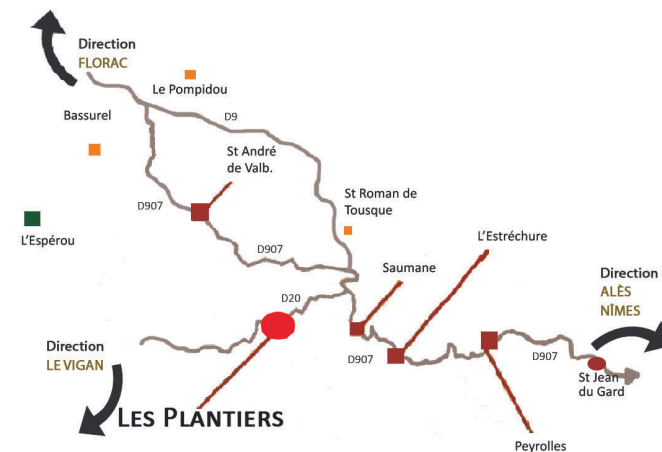 Direction
FLORAC
Le Pompidou
Bassurel
D9
St André
de Valb.
St Roman de
Tousque
D907
L'Estréchure
L'Espérou
D907
Saumane
Direction
ALÈS
NÎMES
D20
Direction
LE VIGAN
D907
D907
St Jean
du Gard
LES PLANTIERS
Peyrolles